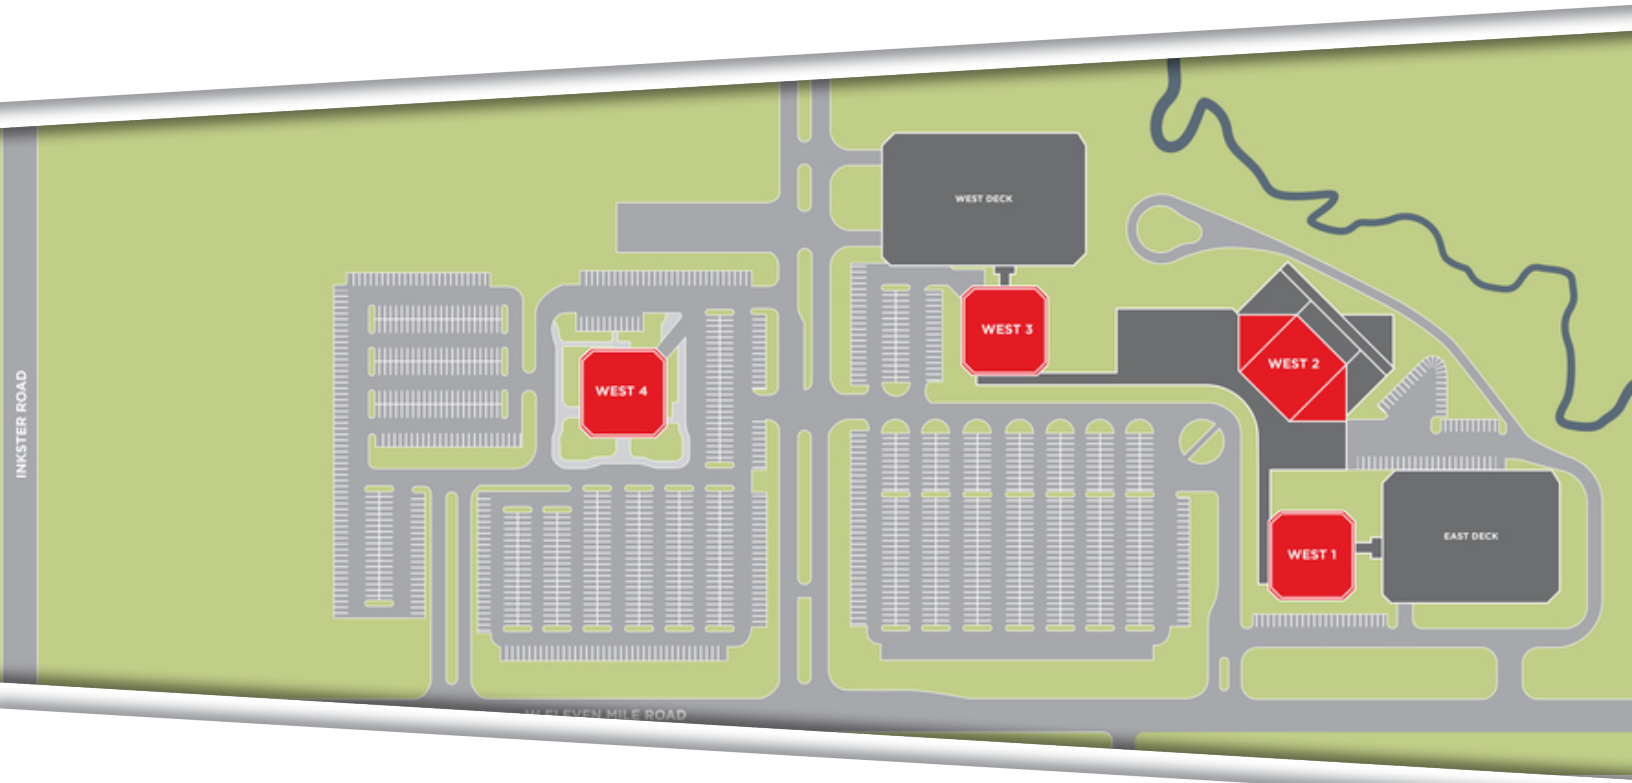 WEST DECK
WEST 3
WEST 2
WEST 4
INKSTER ROAD
EAST DECK
WEST 1
W ELEVEN MILE ROAD